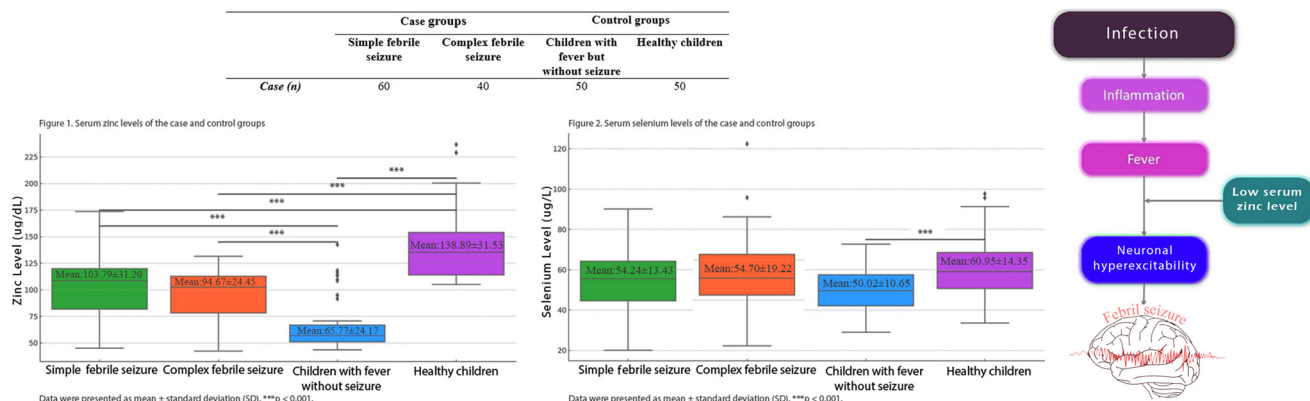 Case groups Control groups
Simple febrile seizure Complex febrile seizure Children with fever but without seizure Healthy children
Case (n) 60 40 50 50
Figure 1. Serum zinc levels of the case and control groups
Zinc Level (ug/dL)
225
200
175
150
125
100
75
50
***
***
***
***
***
Mean:103.79±31.20
Mean:94.67±24.45
Mean:65.77±24.17
Mean:138.89±31.53
Simple febrile seizure
Complex febrile seizure
Children with fever
without seizure
Healthy children
Data were presented as mean ± standard deviation (SD). ***p < 0.001.
Figure 2. Serum selenium levels of the case and control groups
Selenium Level (ug/L)
120
100
80
60
40
20
***
Mean:54.24±13.43
Mean:54.70±19.22
Mean:50.02±10.65
Mean:60.95±14.35
Simple febrile seizure
Complex febrile seizure
Children with fever
without seizure
Healthy children
Data were presented as mean ± standard deviation (SD). ***p < 0.001.
Infection
Inflammation
Fever
Low serum
zinc level
Neuronal
hyperexcitability
Febril seizure